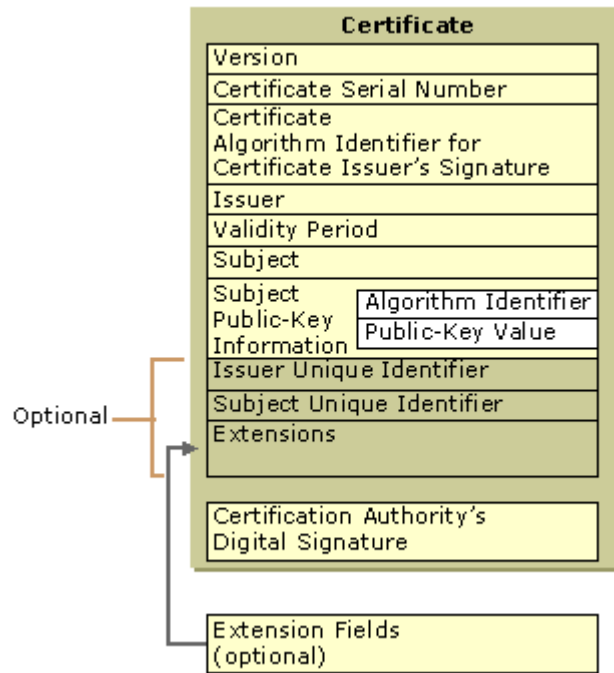 Certificate
Version
Certificate Serial Number
Certificate
Algorithm Identifier for
Certificate Issuer's Signature
Issuer
Validity Period
Subject
Subject
Public-Key
Information
Algorithm Identifier
Public-Key Value
Issuer Unique Identifier
Subject Unique Identifier
Extensions
Optional
Certification Authority's
Digital Signature
Extension Fields
(optional)